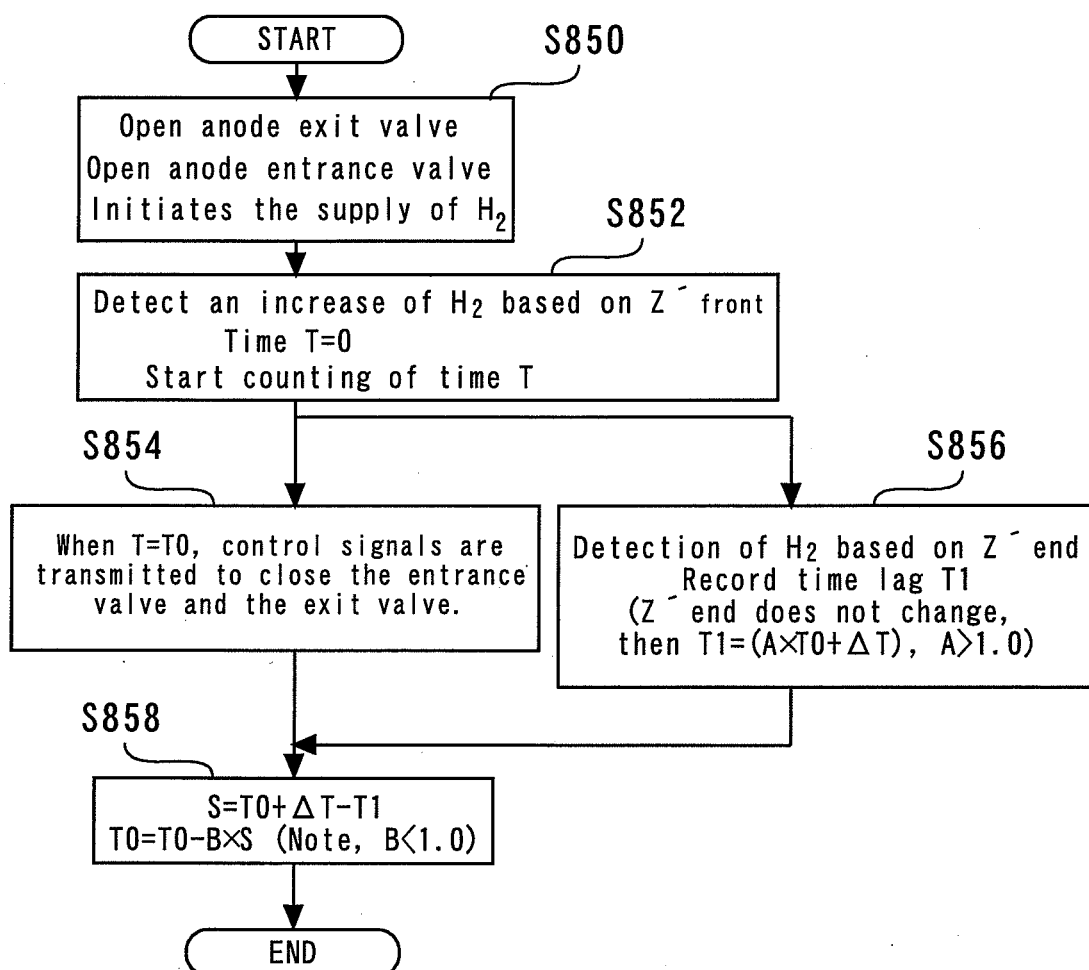 START
S850
Open anode exit valve
Open anode entrance valve
Initiates the supply of H₂
S852
Detect an increase of H₂ based on Z´ front
Time T=0
Start counting of time T
S854
When T=T0, control signals are
transmitted to close the entrance
valve and the exit valve.
S856
Detection of H₂ based on Z´ end
Record time lag T1
(Z´ end does not change,
then T1=(A×T0+ΔT), A>1.0)
S858
S=T0+ΔT-T1
T0=T0-B×S (Note, B<1.0)
END